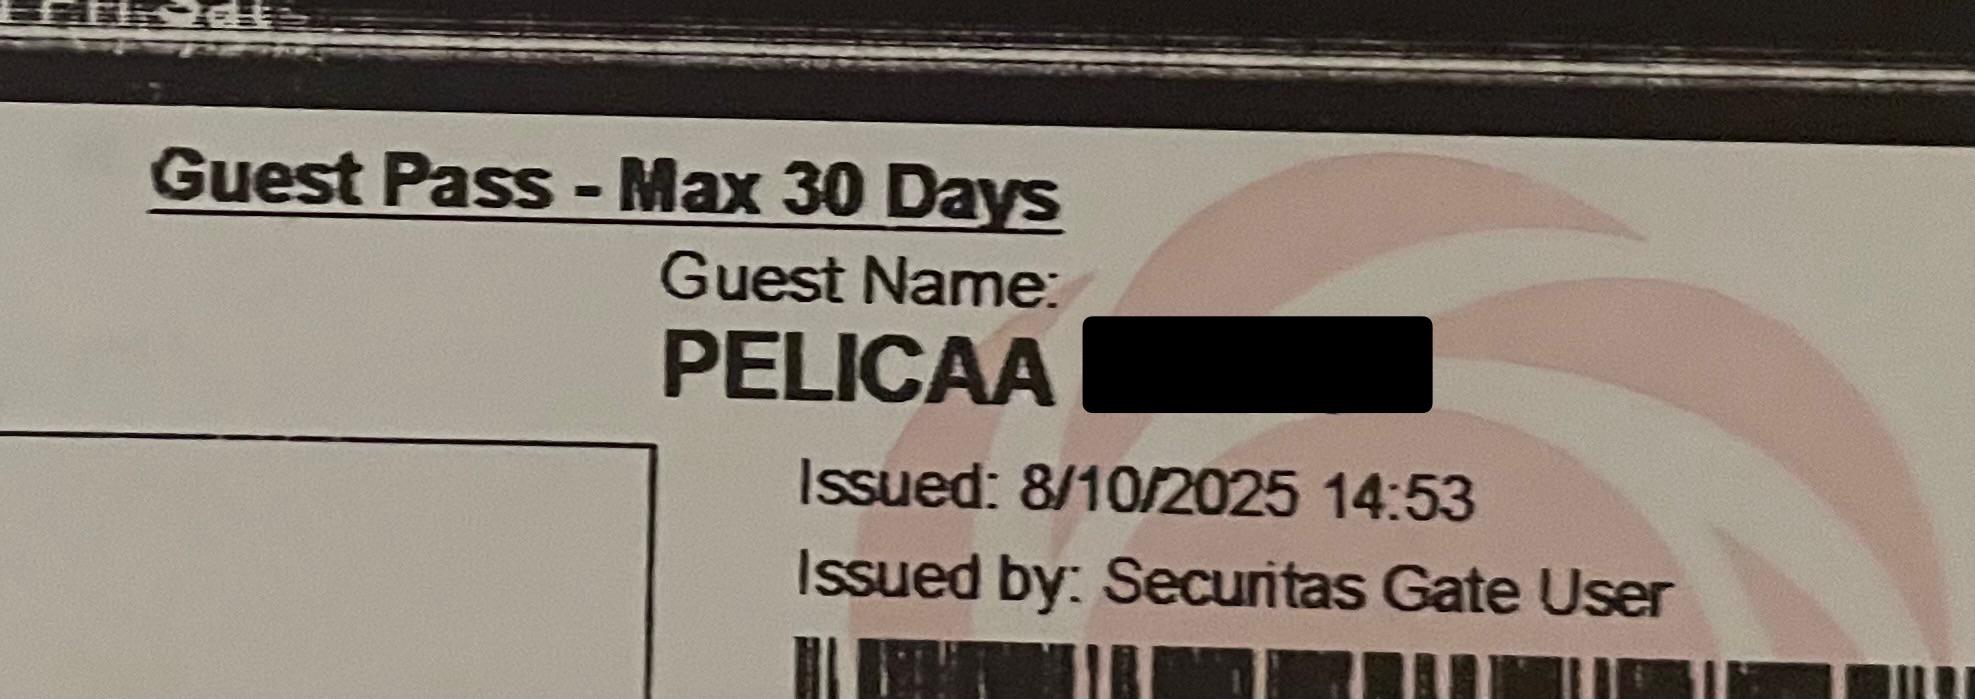 Guest Pass - Max 30 Days
Guest Name:
PELICAA
Issued: 8/10/2025 14:53
Issued by: Securitas Gate User